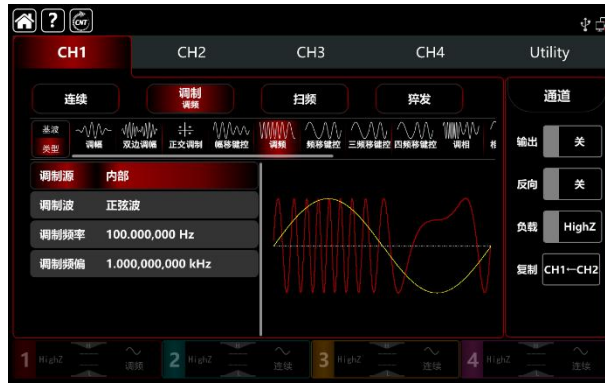 ? CNT
CH1 CH2 CH3 CH4 Utility
连续 调制 扫频 猝发 通道
调频
基波
类型 调幅 双边调幅 正交调制 幅移键控 调频 频移键控 三频移键控 四频移键控 调相
输出 关
调制源 内部
反向 关
调制波 正弦波
负载 HighZ
调制频率 100.000,000 Hz
调制频偏 1.000,000,000 kHz
复制 CH1←CH2
1 HighZ 调频 2 HighZ 连续 3 HighZ 连续 4 HighZ 连续